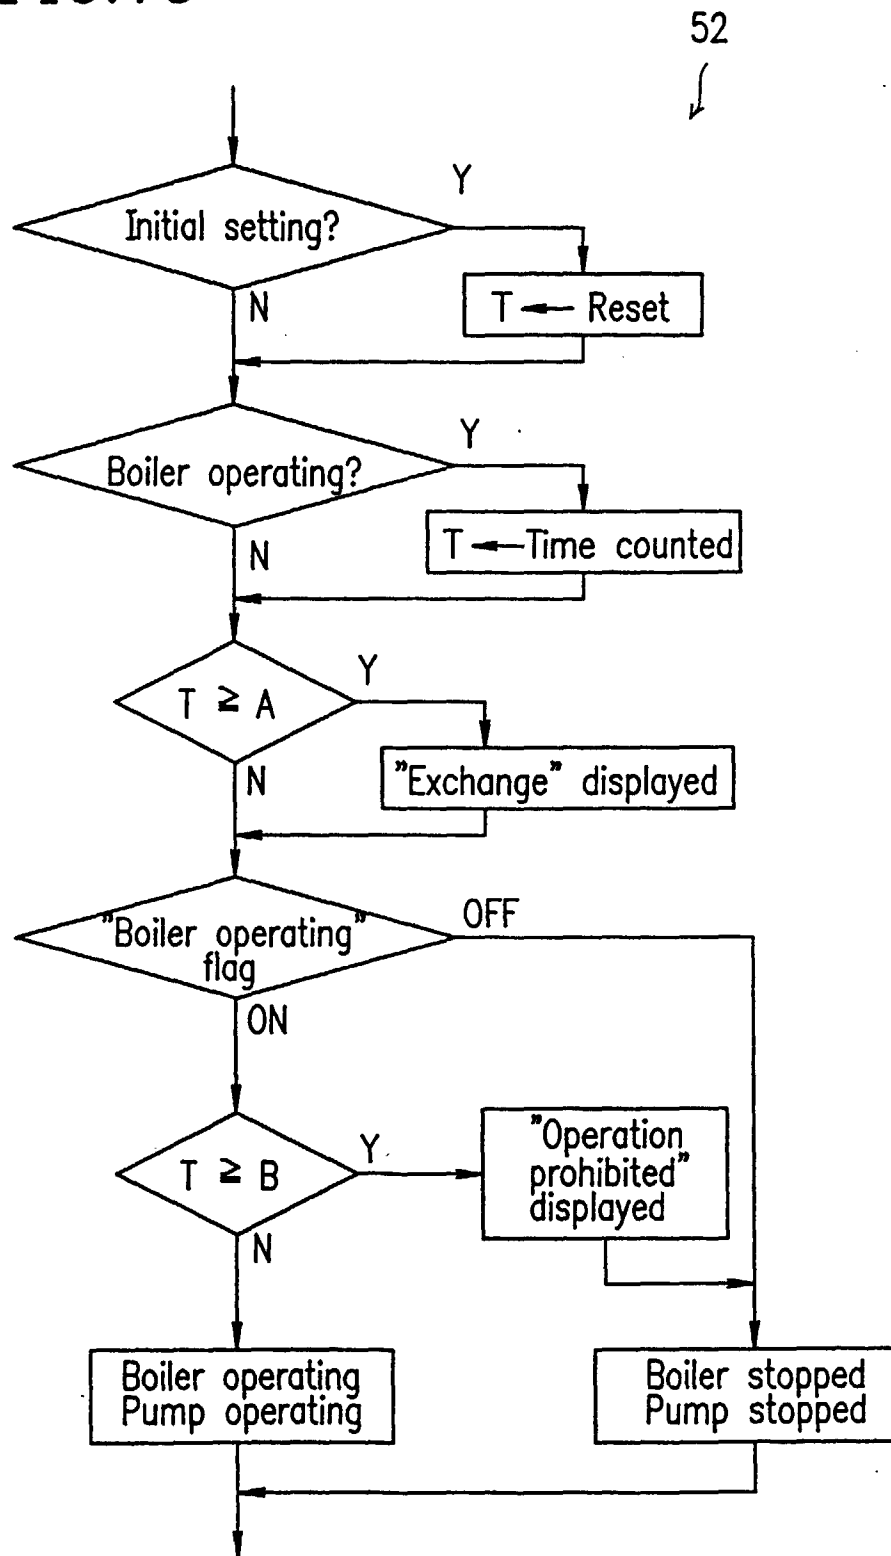 52
Initial setting?
Y
N
T ← Reset
Boiler operating?
Y
N
T ← Time counted
T ≧ A
Y
N
"Exchange" displayed
"Boiler operating"
flag
OFF
ON
T ≧ B
Y
N
"Operation
prohibited"
displayed
Boiler operating
Pump operating
Boiler stopped
Pump stopped